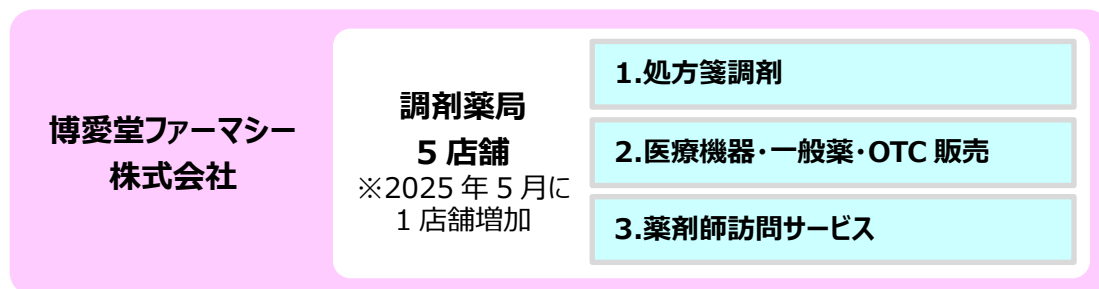 博愛堂ファーマシー
株式会社
調剤薬局
5 店舗
※2025 年 5 月に
1 店舗増加
1.処方箋調剤
2.医療機器・一般薬・OTC 販売
3.薬剤師訪問サービス